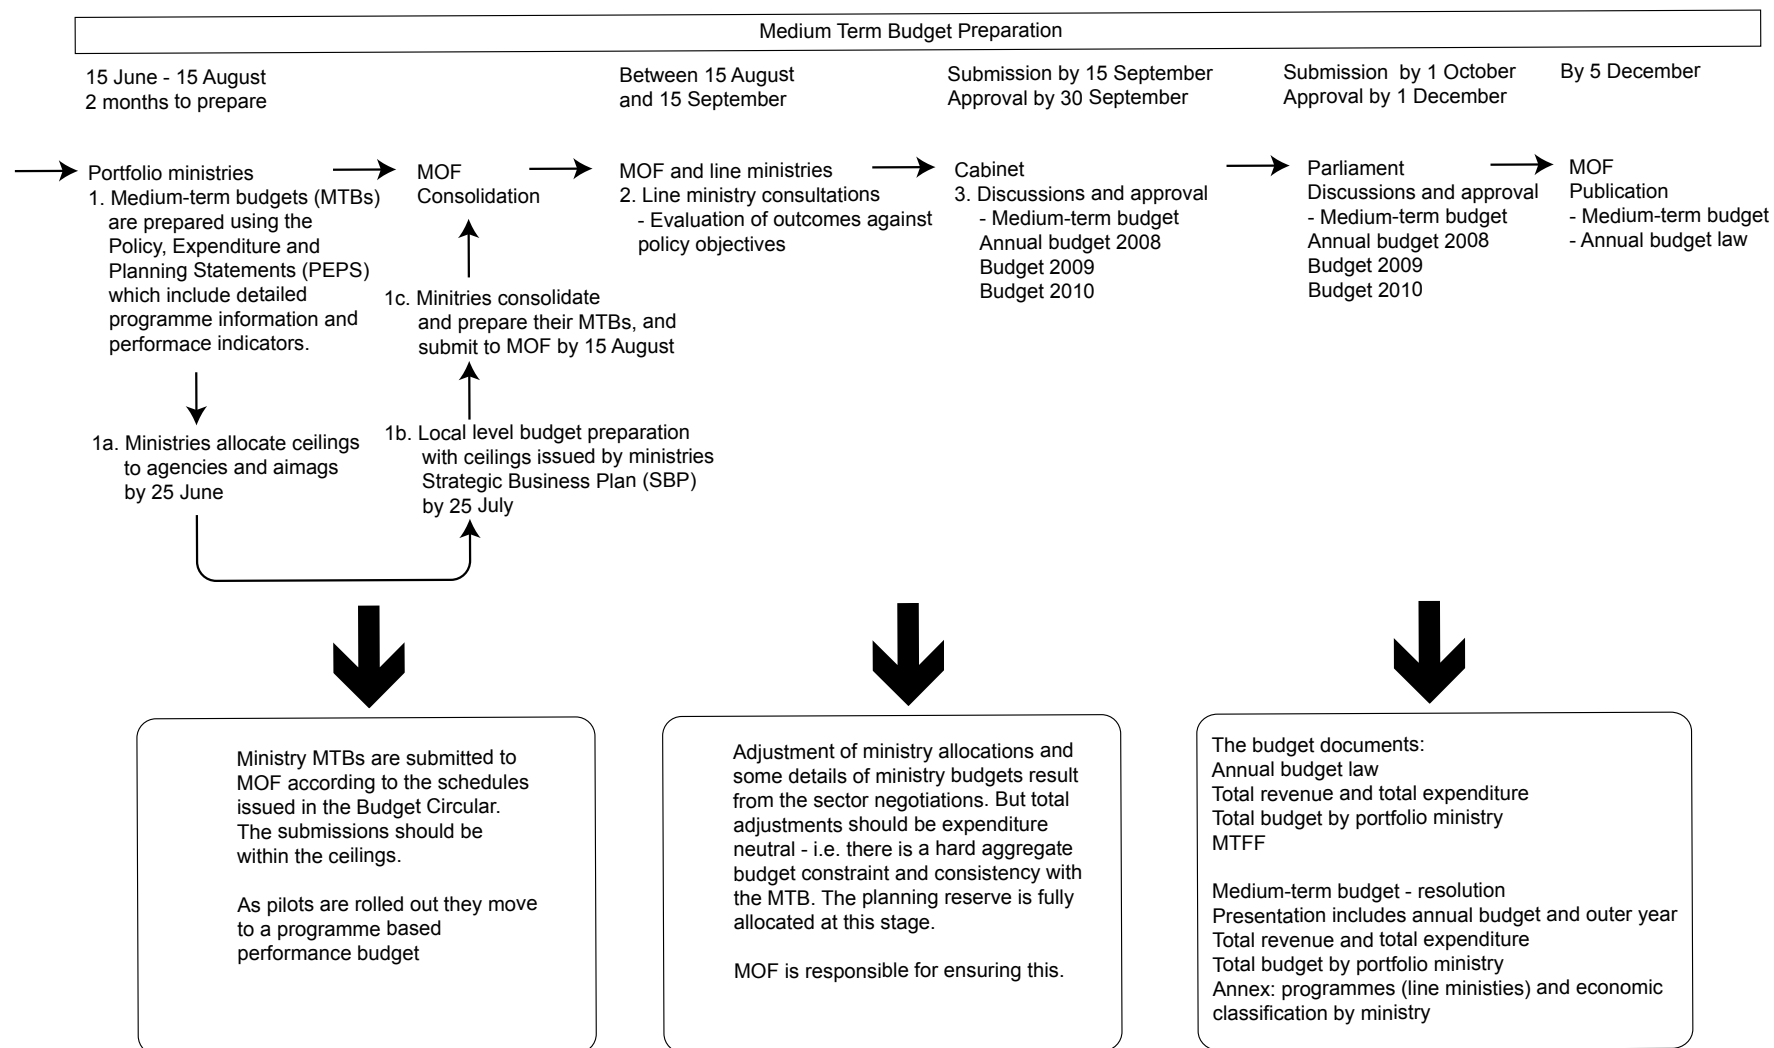 Medium Term Budget Preparation
15 June - 15 August
2 months to prepare
Between 15 August
and 15 September
Submission by 15 September
Approval by 30 September
Submission by 1 October
Approval by 1 December
By 5 December
Portfolio ministries
1. Medium-term budgets (MTBs)
are prepared using the
Policy, Expenditure and
Planning Statements (PEPS)
which include detailed
programme information and
performace indicators.
1a. Ministries allocate ceilings
to agencies and aimags
by 25 June
MOF
Consolidation
1c. Minitries consolidate
and prepare their MTBs, and
submit to MOF by 15 August
1b. Local level budget preparation
with ceilings issued by ministries
Strategic Business Plan (SBP)
by 25 July
MOF and line ministries
2. Line ministry consultations
- Evaluation of outcomes against
policy objectives
Cabinet
3. Discussions and approval
- Medium-term budget
Annual budget 2008
Budget 2009
Budget 2010
Parliament
Discussions and approval
- Medium-term budget
Annual budget 2008
Budget 2009
Budget 2010
MOF
Publication
- Medium-term budget
- Annual budget law
Ministry MTBs are submitted to
MOF according to the schedules
issued in the Budget Circular.
The submissions should be
within the ceilings.
As pilots are rolled out they move
to a programme based
performance budget
Adjustment of ministry allocations and
some details of ministry budgets result
from the sector negotiations. But total
adjustments should be expenditure
neutral - i.e. there is a hard aggregate
budget constraint and consistency with
the MTB. The planning reserve is fully
allocated at this stage.
MOF is responsible for ensuring this.
The budget documents:
Annual budget law
Total revenue and total expenditure
Total budget by portfolio ministry
MTFF
Medium-term budget - resolution
Presentation includes annual budget and outer year
Total revenue and total expenditure
Total budget by portfolio ministry
Annex: programmes (line ministies) and economic
classification by ministry